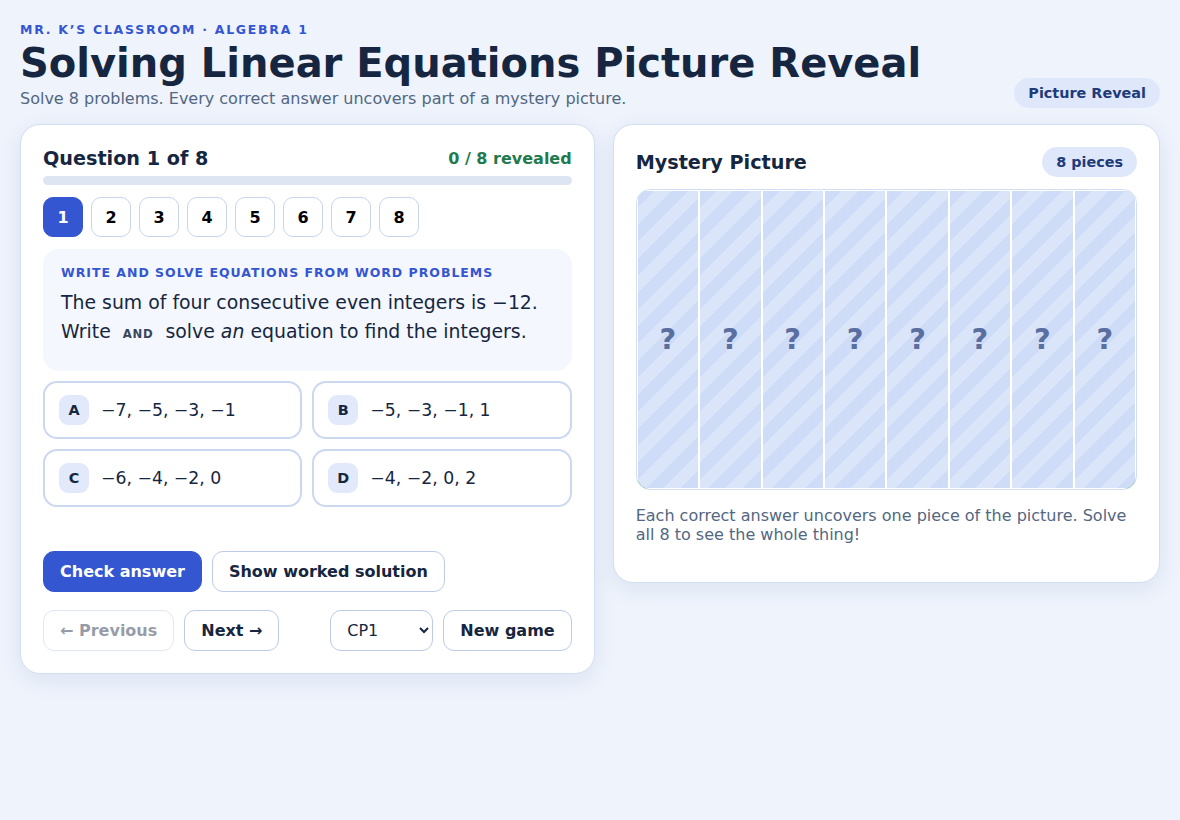 MR. K’S CLASSROOM · ALGEBRA 1
Solving Linear Equations Picture Reveal
Solve 8 problems. Every correct answer uncovers part of a mystery picture.
Picture Reveal
Question 1 of 8
0 / 8 revealed
1 2 3 4 5 6 7 8
WRITE AND SOLVE EQUATIONS FROM WORD PROBLEMS
The sum of four consecutive even integers is −12.
Write AND solve an equation to find the integers.
A −7, −5, −3, −1
B −5, −3, −1, 1
C −6, −4, −2, 0
D −4, −2, 0, 2
Check answer
Show worked solution
← Previous
Next →
CP1
New game
Mystery Picture
8 pieces
? ? ? ? ? ? ? ?
Each correct answer uncovers one piece of the picture. Solve
all 8 to see the whole thing!